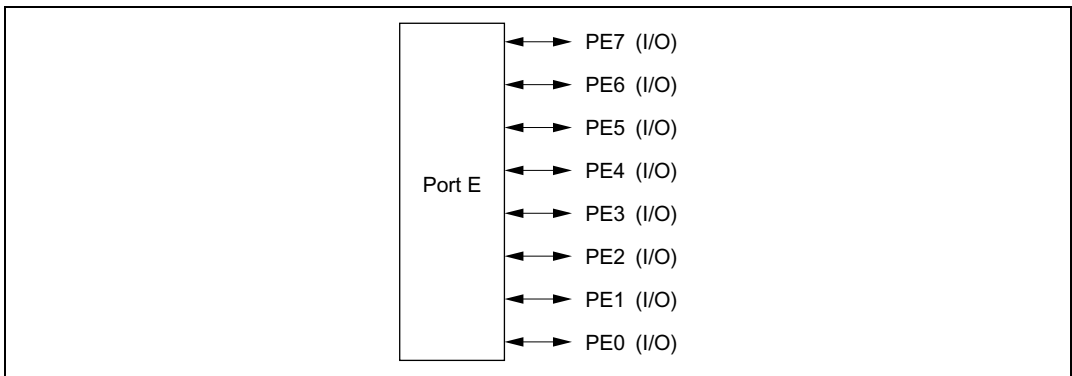 PE7 (I/O)
PE6 (I/O)
PE5 (I/O)
PE4 (I/O)
Port E
PE3 (I/O)
PE2 (I/O)
PE1 (I/O)
PE0 (I/O)